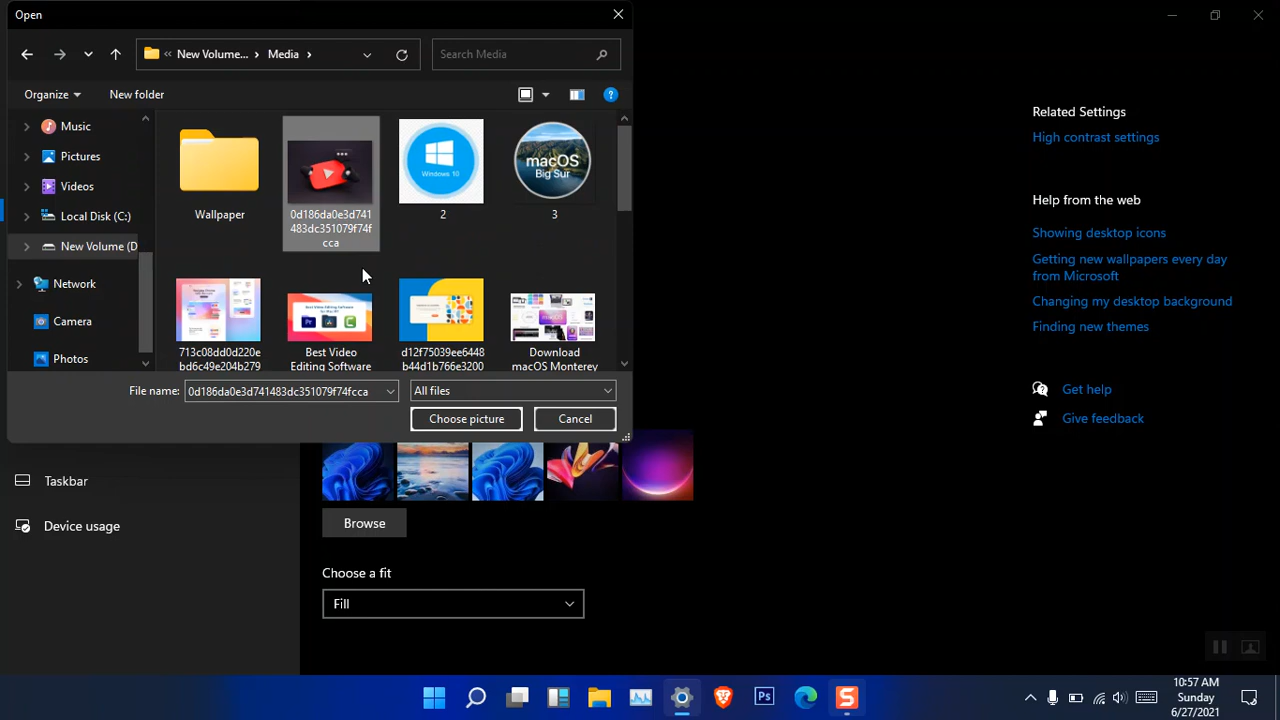 Open
New Volume...
Media
Search Media
Organize
New folder
Music
Pictures
Videos
Local Disk (C:)
New Volume (D
Network
Camera
Photos
Wallpaper
0d186da0e3d741
483dc351079f74f
cca
Windows 10
2
macOS
Big Sur
3
713c08dd0d220e
bd6c49e204b279
Best Video
Editing Software
d12f75039ee6448
b44d1b766e3200
Download
macOS Monterey
File name:
0d186da0e3d741483dc351079f74fcca
All files
Choose picture
Cancel
Related Settings
High contrast settings
Help from the web
Showing desktop icons
Getting new wallpapers every day
from Microsoft
Changing my desktop background
Finding new themes
Get help
Give feedback
Taskbar
Device usage
Browse
Choose a fit
Fill
Ps
10:57 AM
Sunday
6/27/2021